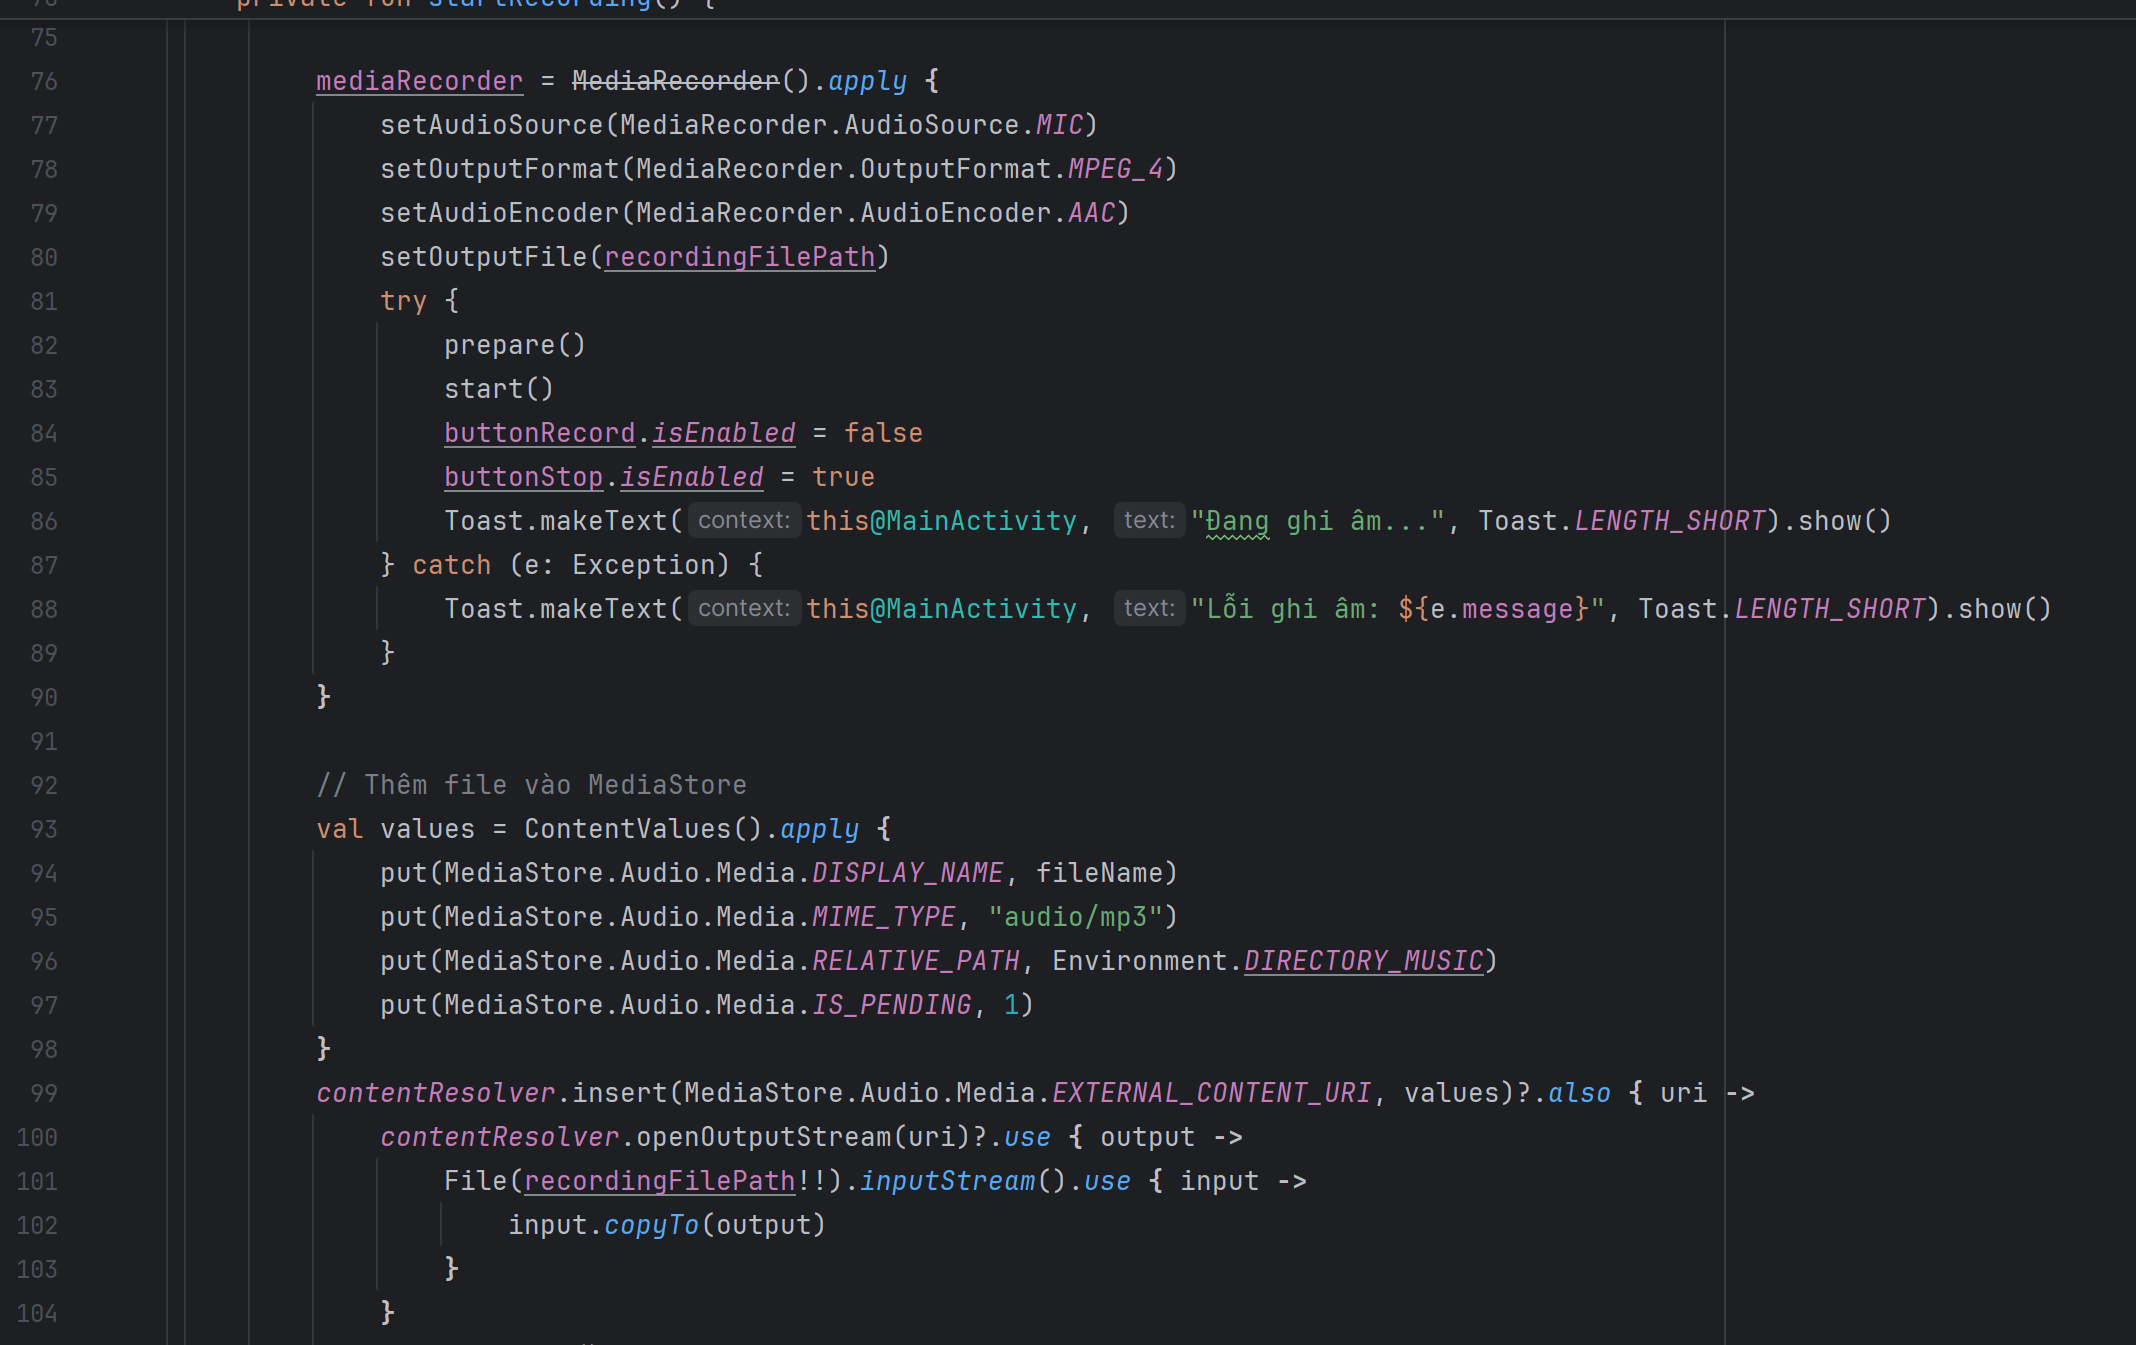 private fun startRecording() {
75
76 mediaRecorder = MediaRecorder().apply {
77 setAudioSource(MediaRecorder.AudioSource.MIC)
78 setOutputFormat(MediaRecorder.OutputFormat.MPEG_4)
79 setAudioEncoder(MediaRecorder.AudioEncoder.AAC)
80 setOutputFile(recordingFilePath)
81 try {
82 prepare()
83 start()
84 buttonRecord.isEnabled = false
85 buttonStop.isEnabled = true
86 Toast.makeText( context: this@MainActivity, text: "Đang ghi âm...", Toast.LENGTH_SHORT).show()
87 } catch (e: Exception) {
88 Toast.makeText( context: this@MainActivity, text: "Lỗi ghi âm: ${e.message}", Toast.LENGTH_SHORT).show()
89 }
90 }
91
92 // Thêm file vào MediaStore
93 val values = ContentValues().apply {
94 put(MediaStore.Audio.Media.DISPLAY_NAME, fileName)
95 put(MediaStore.Audio.Media.MIME_TYPE, "audio/mp3")
96 put(MediaStore.Audio.Media.RELATIVE_PATH, Environment.DIRECTORY_MUSIC)
97 put(MediaStore.Audio.Media.IS_PENDING, 1)
98 }
99 contentResolver.insert(MediaStore.Audio.Media.EXTERNAL_CONTENT_URI, values)?.also { uri ->
100 contentResolver.openOutputStream(uri)?.use { output ->
101 File(recordingFilePath!!).inputStream().use { input ->
102 input.copyTo(output)
103 }
104 }